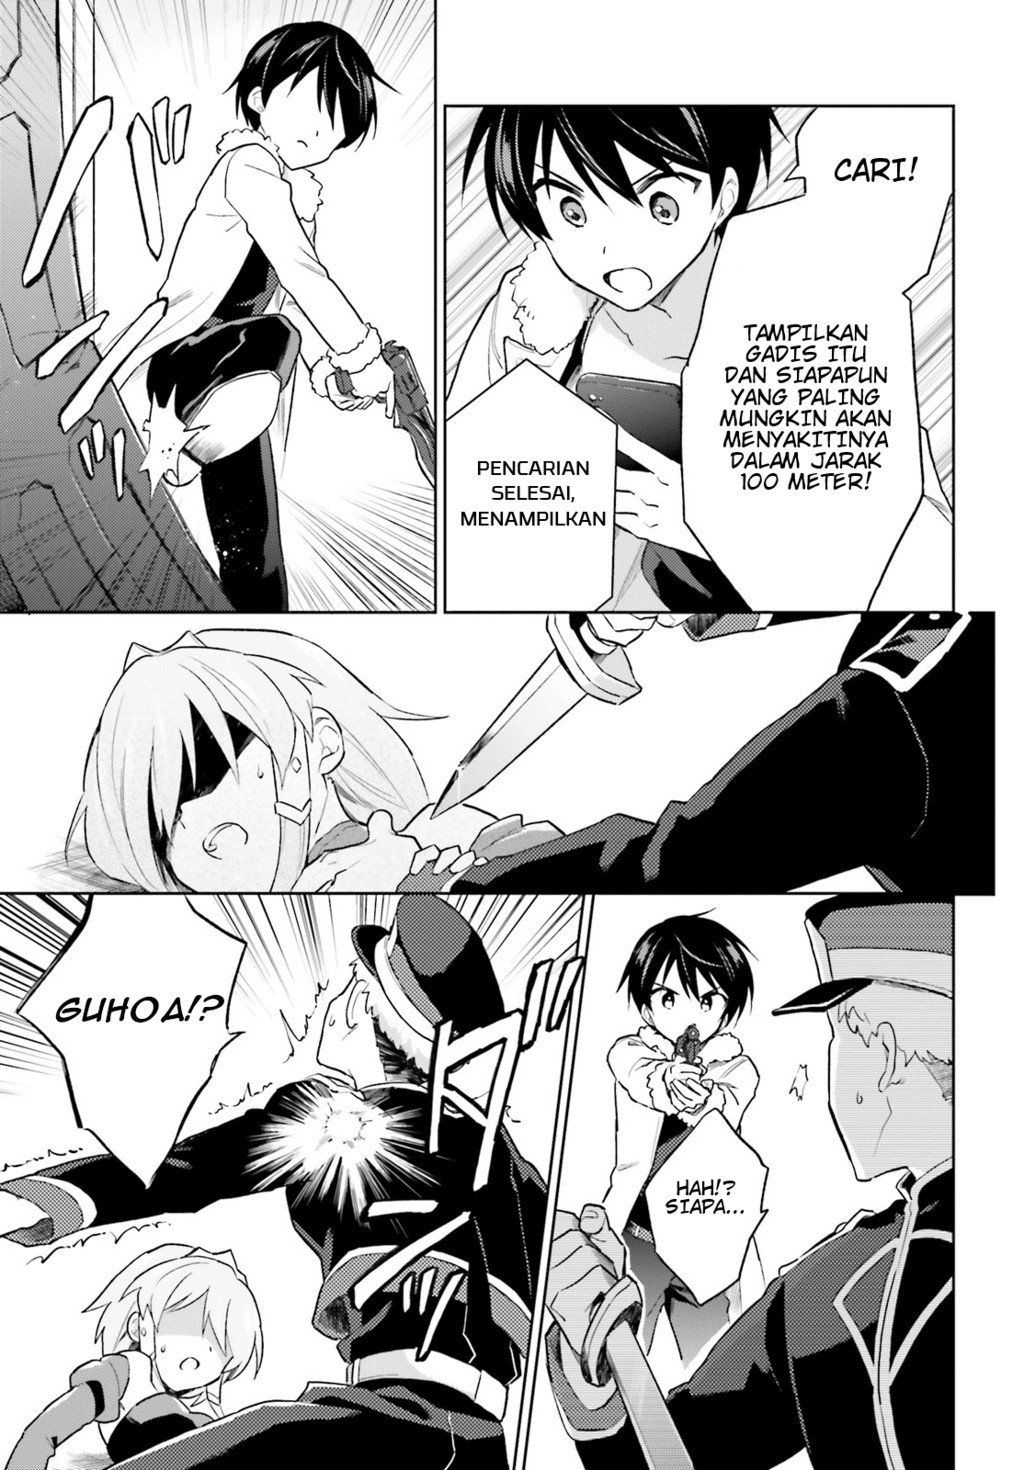 CARI!
TAMPILKAN
GADIS ITU
DAN SIAPAPUN
YANG PALING
MUNGKIN AKAN
MENYAKITINYA
DALAM JARAK
100 METER!
PENCARIAN
SELESAI,
MENAMPILKAN
HAH!?
SIAPA...
GUHOA!?